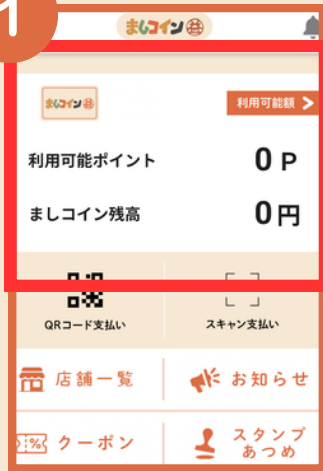 1
ましコイン益
ましコイン益
利用可能額 >
利用可能ポイント 0 P
ましコイン残高 0円
QRコード支払い
スキャン支払い
店舗一覧
お知らせ
% クーポン
スタンプ
あつめ